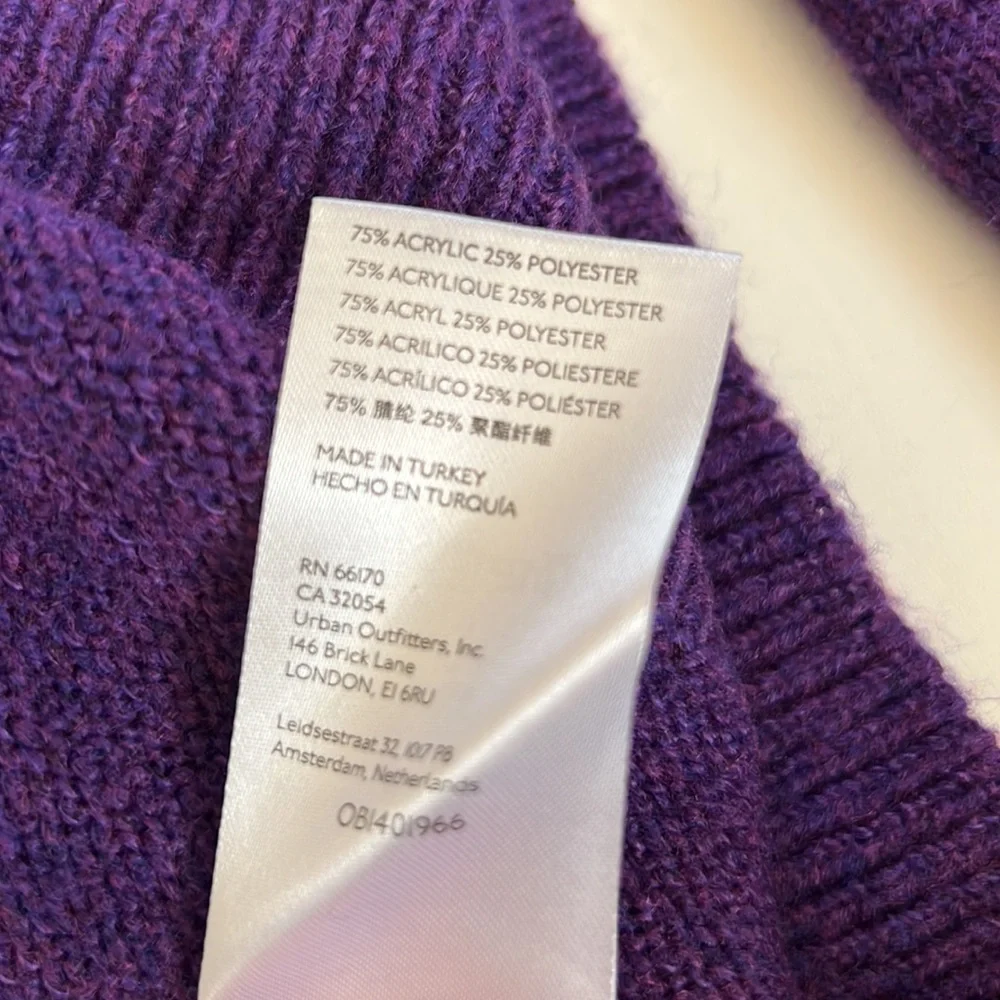 75% ACRYLIC 25% POLYESTER
75% ACRYLIQUE 25% POLYESTER
75% ACRYL 25% POLYESTER
75% ACRILICO 25% POLIESTERE
75% ACRÍLICO 25% POLIÉSTER
75% 腈纶 25% 聚酯纤维
MADE IN TURKEY
HECHO EN TURQUÍA
RN 66170
CA 32054
Urban Outfitters, Inc.
146 Brick Lane
LONDON, E1 6RU
Leidsestraat 32, 1017 PB
Amsterdam, Netherlands
OB1401966